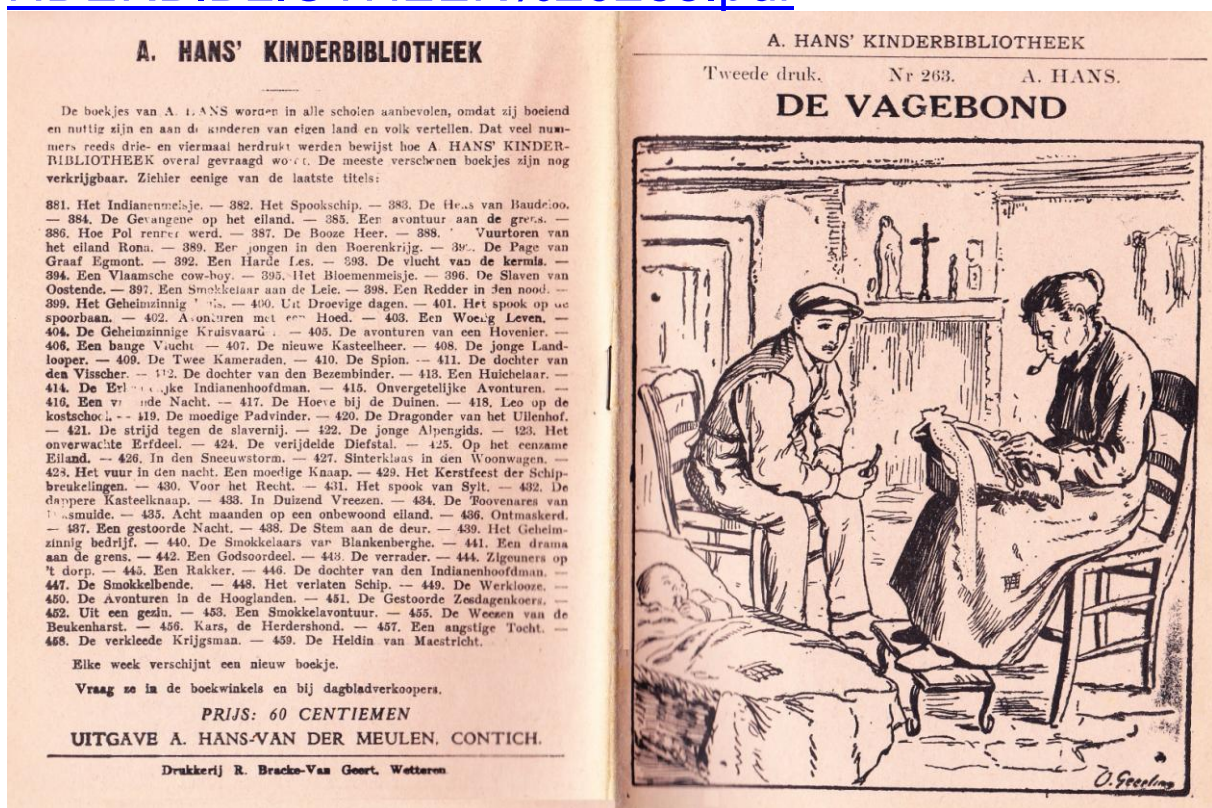 A. HANS' KINDERBIBLIOTHEEK
De boekjes van A. HANS worden in alle scholen aanbevolen, omdat zij boeiend
en nuttig zijn en aan de kinderen van eigen land en volk vertellen. Dat veel num-
mers reeds drie- en viermaal herdrukt werden bewijst hoe A. HANS' KINDER-
BIBLIOTHEEK overal gevraagd wordt. De meeste verschenen boekjes zijn nog
verkrijgbaar. Ziehier eenige van de laatste titels:
381. Het Indianenmeisje. — 382. Het Spookschip. — 383. De Heks van Baudeloo.
— 384. De Gevangene op het eiland. — 385. Een avontuur aan de grens. —
386. Hoe Pol renner werd. — 387. De Booze Heer. — 388. Vuurtoren van
het eiland Rona. — 389. Een jongen in den Boerenkrijg. — De Page van
Graaf Egmont. — 392. Een Harde Les. — 393. De vlucht van de kermis. —
394. Een Vlaamsche cow-boy. — 395. Het Bloemenmeisje. — 396. De Slaven van
Oostende. — 397. Een Smokkelaar aan de Leie. — 398. Een Redder in den nood. —
399. Het Geheimzinnig — 400. Uit Droevige dagen. — 401. Het spook op de
spoorbaan. — 402. Avonturen met een Hoed. — 403. Een Woelig Leven. —
404. De Geheimzinnige Kruisvaarder. — 405. De avonturen van een Hovenier. —
406. Een bange Vlucht — 407. De nieuwe Kasteelheer. — 408. De jonge Land-
looper. — 409. De Twee Kameraden. — 410. De Spion. — 411. De dochter van
den Visscher. — 412. De dochter van den Bezembinder. — 413. Een Huichelaar. —
414. De Indianenhoofdman. — 415. Onvergetelijke Avonturen. —
416. Een Nacht. — 417. De Hoeve bij de Duinen. — 418. Leo op de
kostschool. — 419. De moedige Padvinder. — 420. De Dragonder van het Uilenhof.
— 421. De strijd tegen de slavernij. — 422. De jonge Alpengids. — 423. Het
onverwachte Erfdeel. — 424. De verijdelde Diefstal. — 425. Op het eenzame
Eiland. — 426. In den Sneeuwstorm. — 427. Sinterklaas in den Woonwagen. —
428. Het vuur in den nacht. Een moedige Knaap. — 429. Het Kerstfeest der Schip-
breukelingen. — 430. Voor het Recht. — 431. Het spook van Sylt. — 432. De
dappere Kasteelknaap. — 433. In Duizend Vreezen. — 434. De Toovenares van
— 435. Acht maanden op een onbewoond eiland. — 436. Ontmaskerd.
— 437. Een gestoorde Nacht. — 438. De Stem aan de deur. — 439. Het Geheim-
zinnig bedrijf. — 440. De Smokkelaars van Blankenberghe. — 441. Een drama
aan de grens. — 442. Een Godsoordeel. — 443. De verrader. — 444. Zigeuners op
't dorp. — 445. Een Rakker. — 446. De dochter van den Indianenhoofdman. —
447. De Smokkelbende. — 448. Het verlaten Schip. — 449. De Werklooze. —
450. De Avonturen in de Hooglanden. — 451. De Gestoorde Zesdagenkoers. —
452. Uit een gezin. — 453. Een Smokkelavontuur. — 455. De Weezen van de
Beukenharst. — 456. Kars, de Herdershond. — 457. Een angstige Tocht. —
458. De verkleede Krijgsman. — 459. De Heldin van Maestricht.
Elke week verschijnt een nieuw boekje.
Vraag ze in de boekwinkels en bij dagbladverkoopers.
PRIJS: 60 CENTIEMEN
UITGAVE A. HANS-VAN DER MEULEN, CONTICH.
Drukkerij R. Bracke-Van Geert, Wetteren
A. HANS' KINDERBIBLIOTHEEK
Tweede druk. Nr 263. A. HANS.
DE VAGEBOND